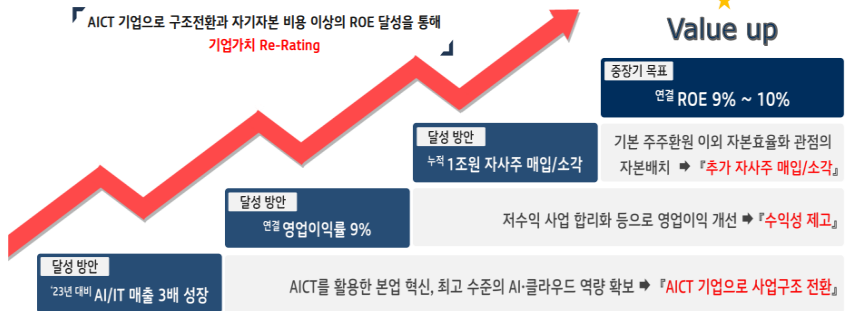 『AICT 기업으로 구조전환과 자기자본 비용 이상의 ROE 달성을 통해
기업가치 Re-Rating』
Value up
중장기 목표
연결 ROE 9% ~ 10%
달성 방안
누적 1조원 자사주 매입/소각
기본 주주환원 이외 자본효율화 관점의
자본배치 ➡ 『추가 자사주 매입/소각』
달성 방안
연결 영업이익률 9%
저수익 사업 합리화 등으로 영업이익 개선 ➡ 『수익성 제고』
달성 방안
'23년 대비 AI/IT 매출 3배 성장
AICT를 활용한 본업 혁신, 최고 수준의 AI·클라우드 역량 확보 ➡ 『AICT 기업으로 사업구조 전환』